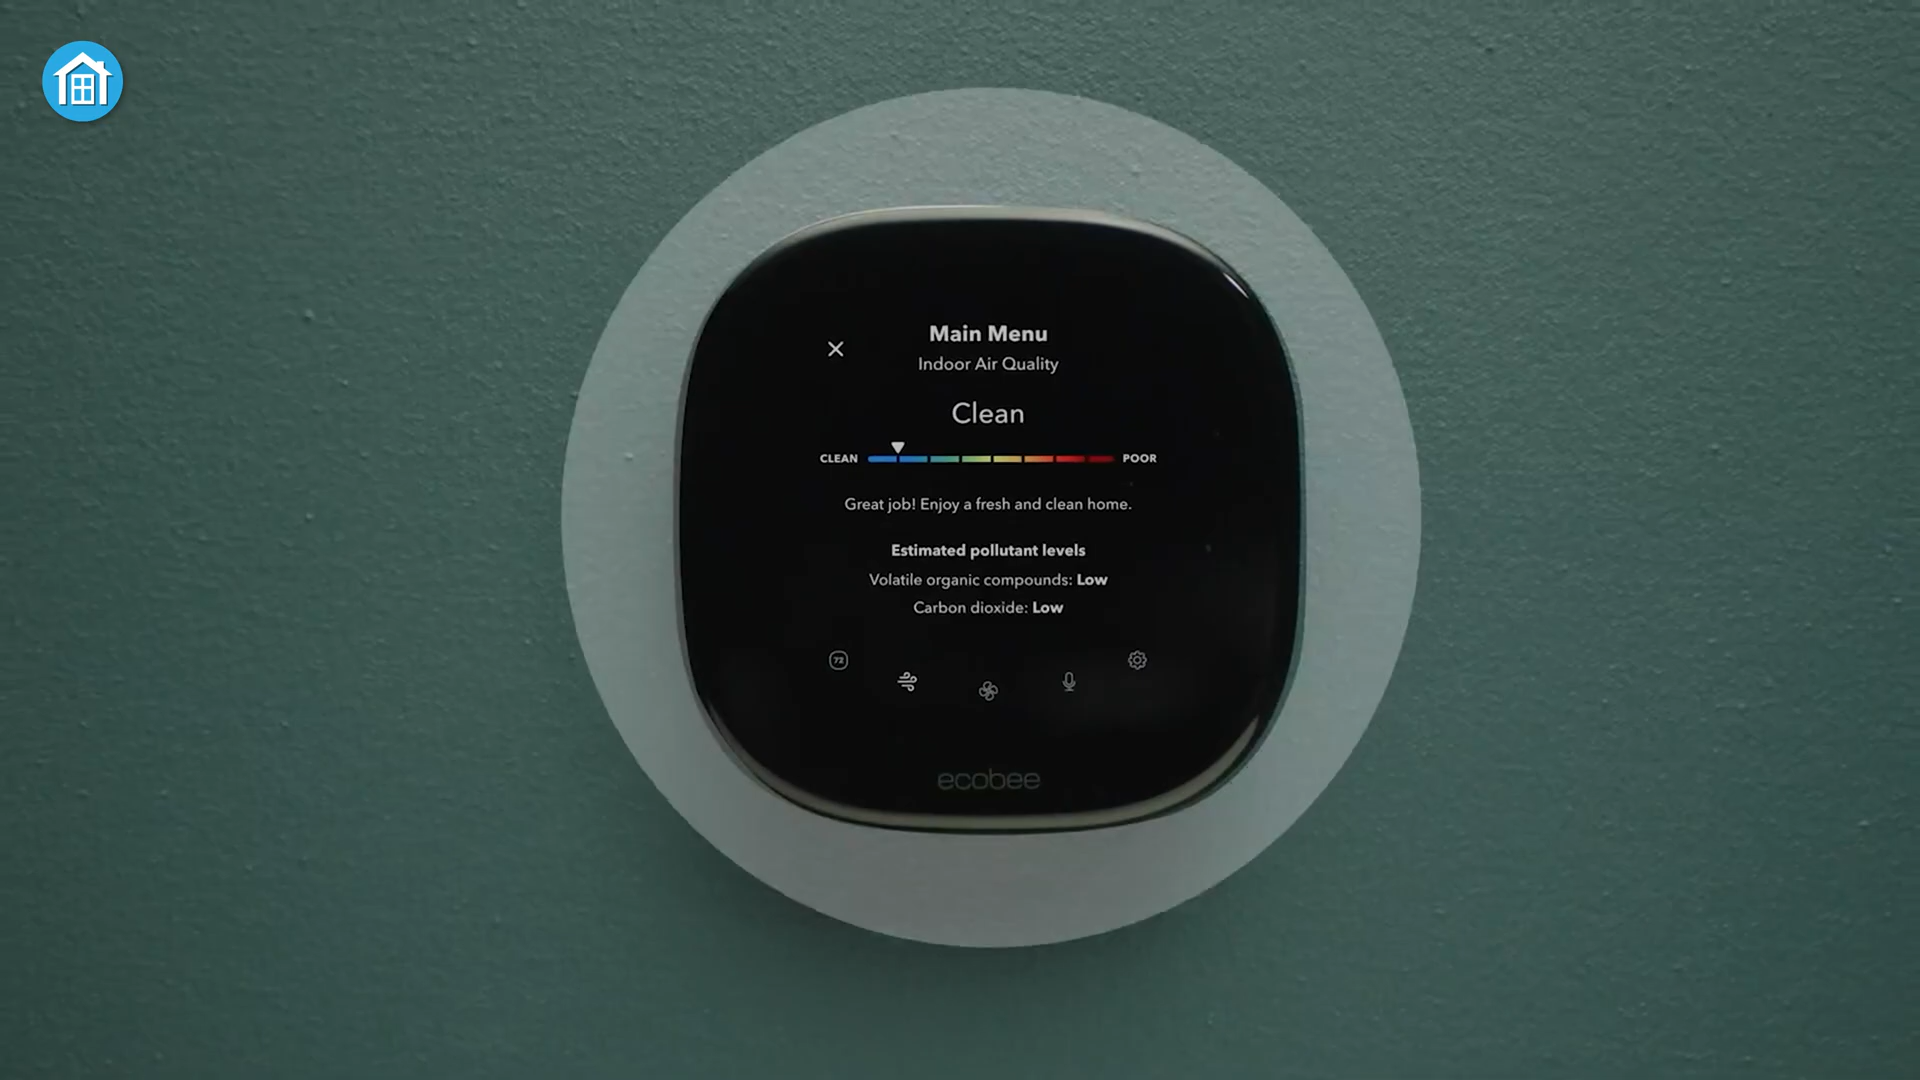 Main Menu
Indoor Air Quality
Clean
CLEAN POOR
Great job! Enjoy a fresh and clean home.
Estimated pollutant levels
Volatile organic compounds: Low
Carbon dioxide: Low
72
ecobee